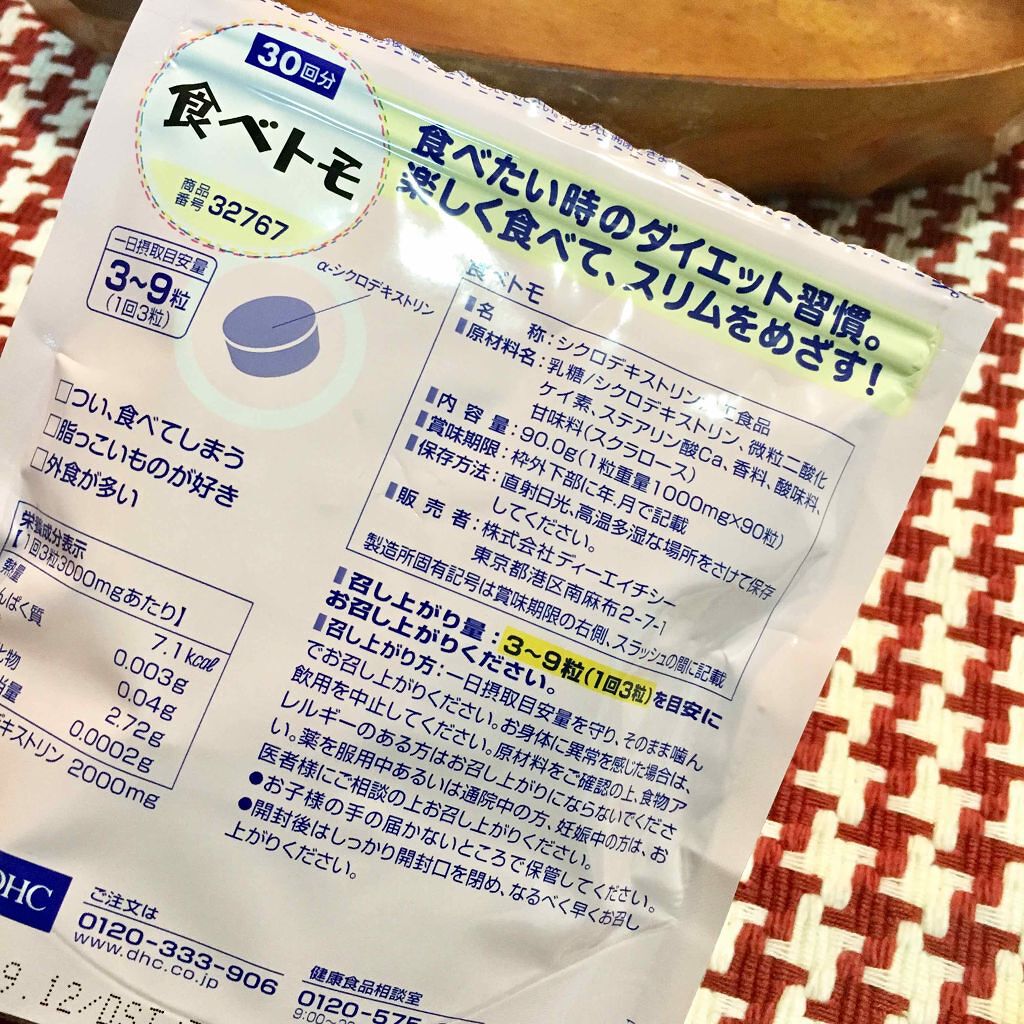 30回分
食べトモ
商品
番号 32767
食べたい時のダイエット習慣。
楽しく食べて、スリムをめざす!
一日摂取目安量
3〜9粒
(1回3粒)
α-シクロデキストリン
□つい、食べてしまう
□脂っこいものが好き
□外食が多い
食べトモ
名 称:シクロデキストリン 工食品
原材料名:乳糖/シクロデキストリン、微粒二酸化
ケイ素、ステアリン酸Ca、香料、酸味料、
甘味料(スクラロース)
内 容 量:90.0g(1粒重量1000mg×90粒)
賞味期限:枠外下部に年、月で記載
保存方法:直射日光、高温多湿な場所をさけて保存
してください。
販 売 者:株式会社ディーエイチシー
東京都港区南麻布2-7-1
製造所固有記号は賞味期限の右側、スラッシュの間に記載
栄養成分表示
【1回3粒3000mgあたり】
熱量 7.1kcal
んぱく質 0.003g
0.04g
化物 2.72g
当量 0.0002g
キストリン 2000mg
召し上がり量:3〜9粒(1回3粒)を目安に
お召し上がりください。
召し上がり方:一日摂取目安量を守り、そのまま噛ん
でお召し上がりください。お身体に異常を感じた場合は、
飲用を中止してください。原材料をご確認の上、食物ア
レルギーのある方はお召し上がりにならないでくださ
い。薬を服用中あるいは通院中の方、妊娠中の方は、お
医者様にご相談の上お召し上がりください。
●お子様の手の届かないところで保管してください。
●開封後はしっかり開封口を閉め、なるべく早くお召し
上がりください。
DHC
ご注文は
0120-333-906
www.dhc.co.jp
健康食品相談室
0120-575-
9:00〜20
9.12/DST